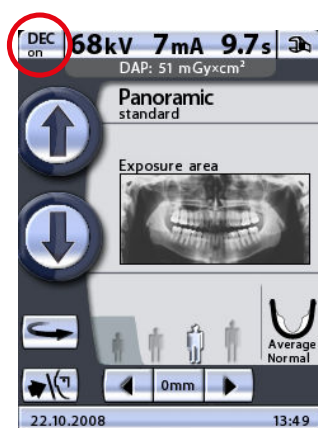 DEC on 68kV 7mA 9.7s
DAP: 51 mGy×cm²
Panoramic
standard
Exposure area
Average
Normal
0mm
22.10.2008 13:49